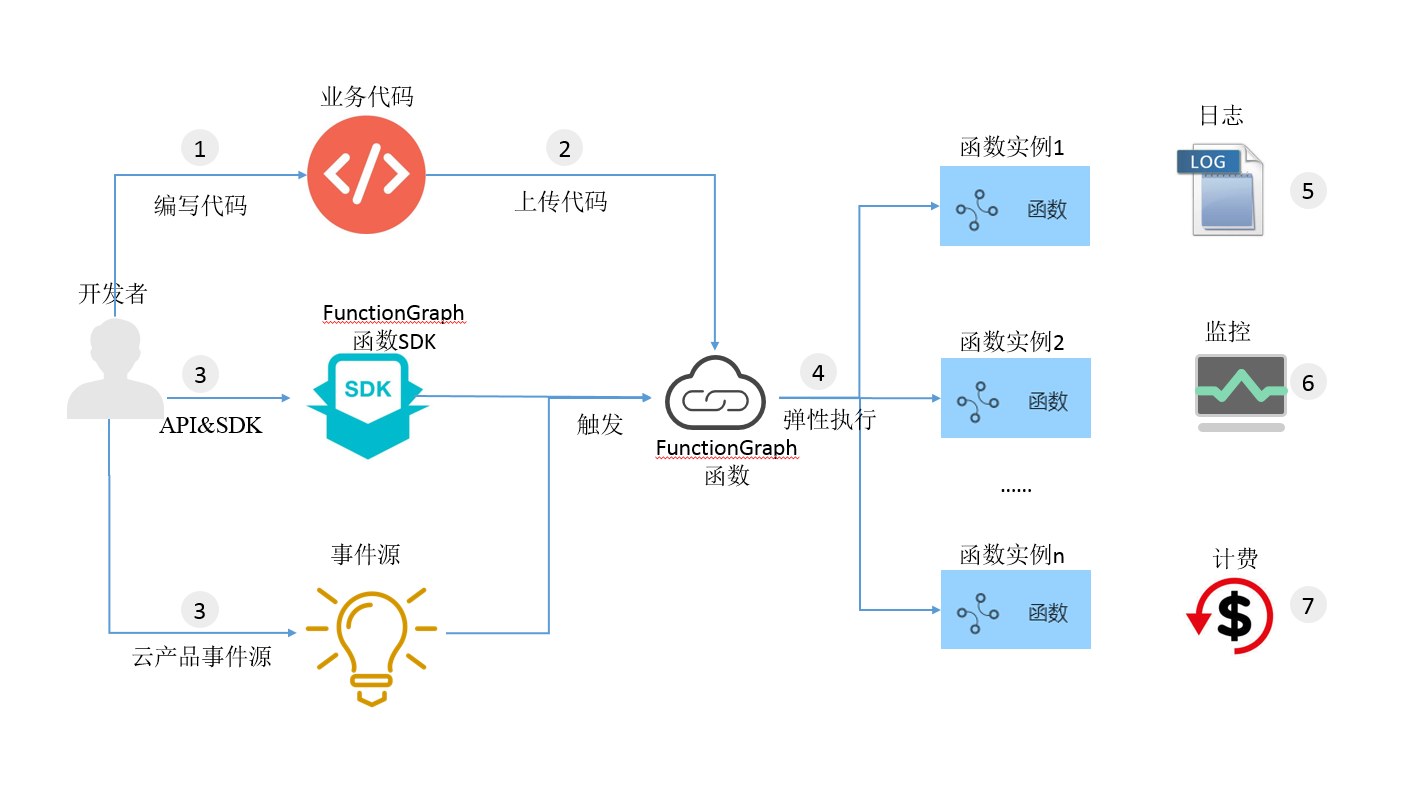 业务代码
1
编写代码
2
上传代码
开发者
FunctionGraph
函数SDK
SDK
3
API&SDK
触发
事件源
3
云产品事件源
FunctionGraph
函数
4
弹性执行
函数实例1
函数
函数实例2
函数
......
函数实例n
函数
日志
LOG
5
监控
6
计费
$
7